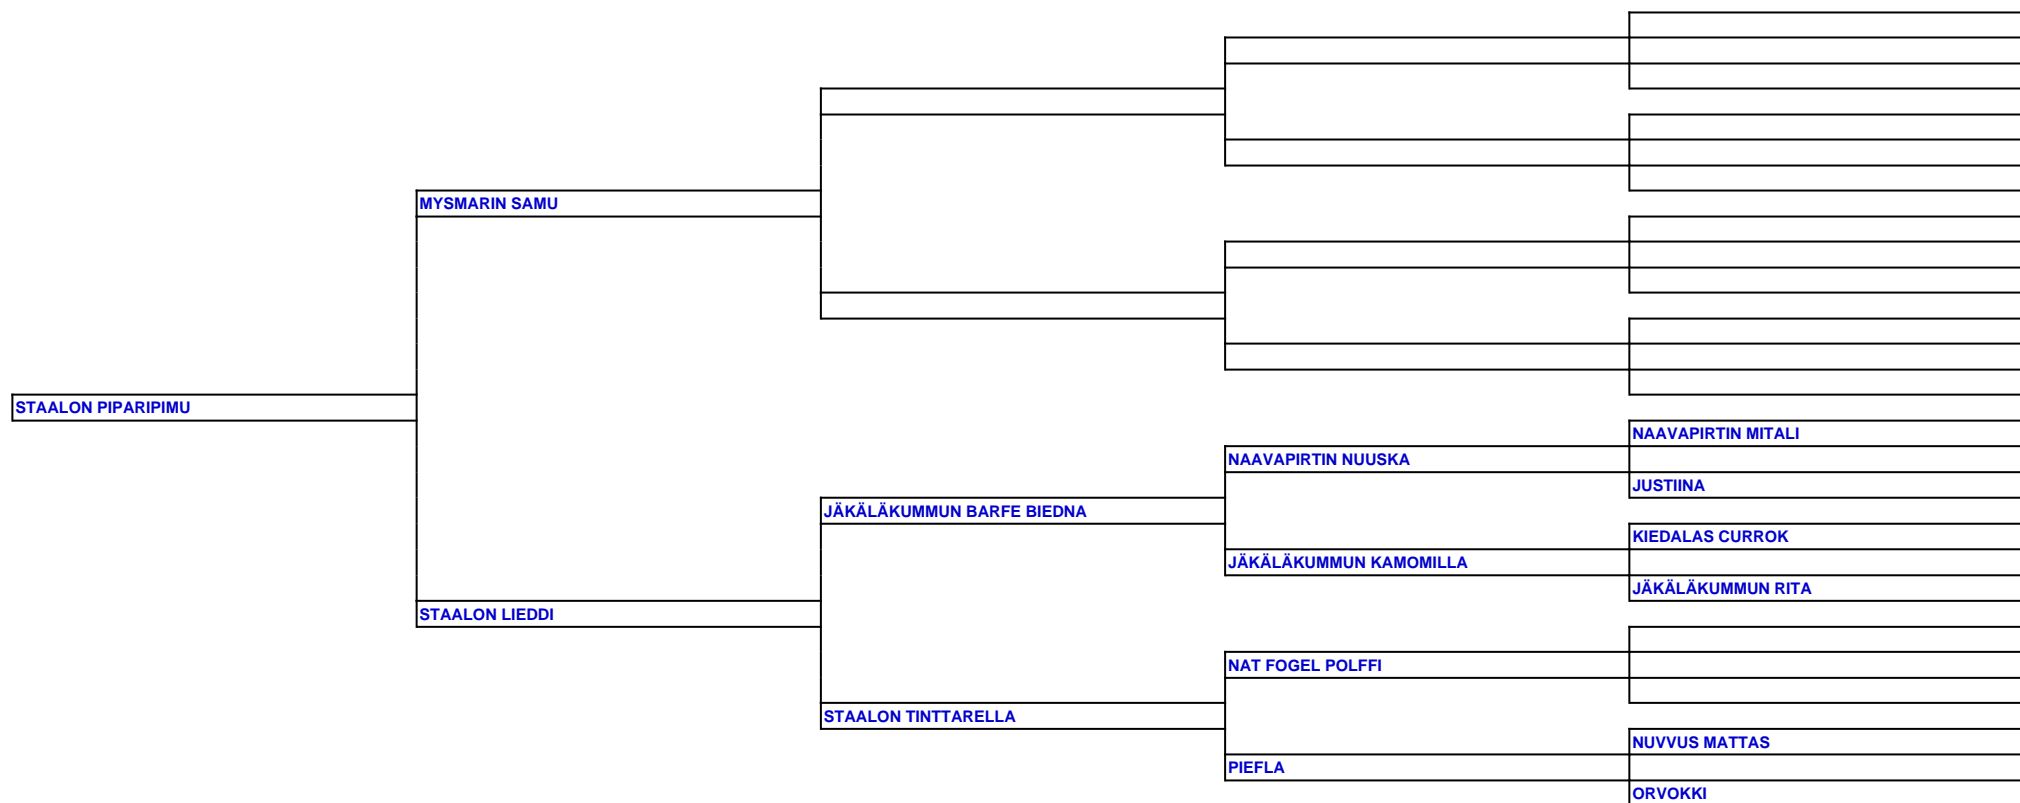 MYSMARIN SAMU
STAALON PIPARIPIMU
NAAVAPIRTIN MITALI
NAAVAPIRTIN NUUSKA
JUSTIINA
JÄKÄLÄKUMMUN BARFE BIEDNA
KIEDALAS CURROK
JÄKÄLÄKUMMUN KAMOMILLA
JÄKÄLÄKUMMUN RITA
STAALON LIEDDI
NAT FOGEL POLFFI
STAALON TINTTARELLA
NUVVUS MATTAS
PIEFLA
ORVOKKI